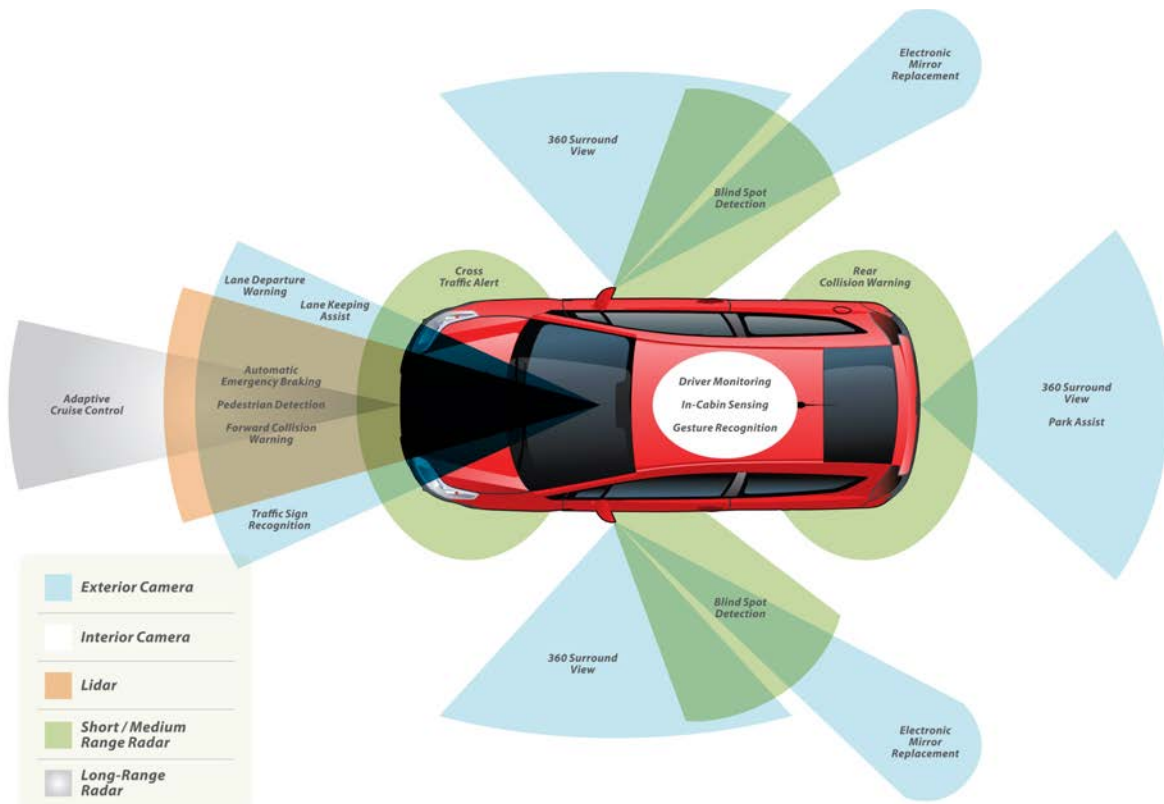 Electronic
Mirror
Replacement
360 Surround
View
Blind Spot
Detection
Lane Departure
Warning
Lane Keeping
Assist
Cross
Traffic Alert
Rear
Collision Warning
Adaptive
Cruise Control
Automatic
Emergency Braking
Pedestrian Detection
Forward Collision
Warning
Driver Monitoring
In-Cabin Sensing
Gesture Recognition
360 Surround
View
Park Assist
Traffic Sign
Recognition
Blind Spot
Detection
360 Surround
View
Electronic
Mirror
Replacement
Exterior Camera
Interior Camera
Lidar
Short / Medium
Range Radar
Long-Range
Radar